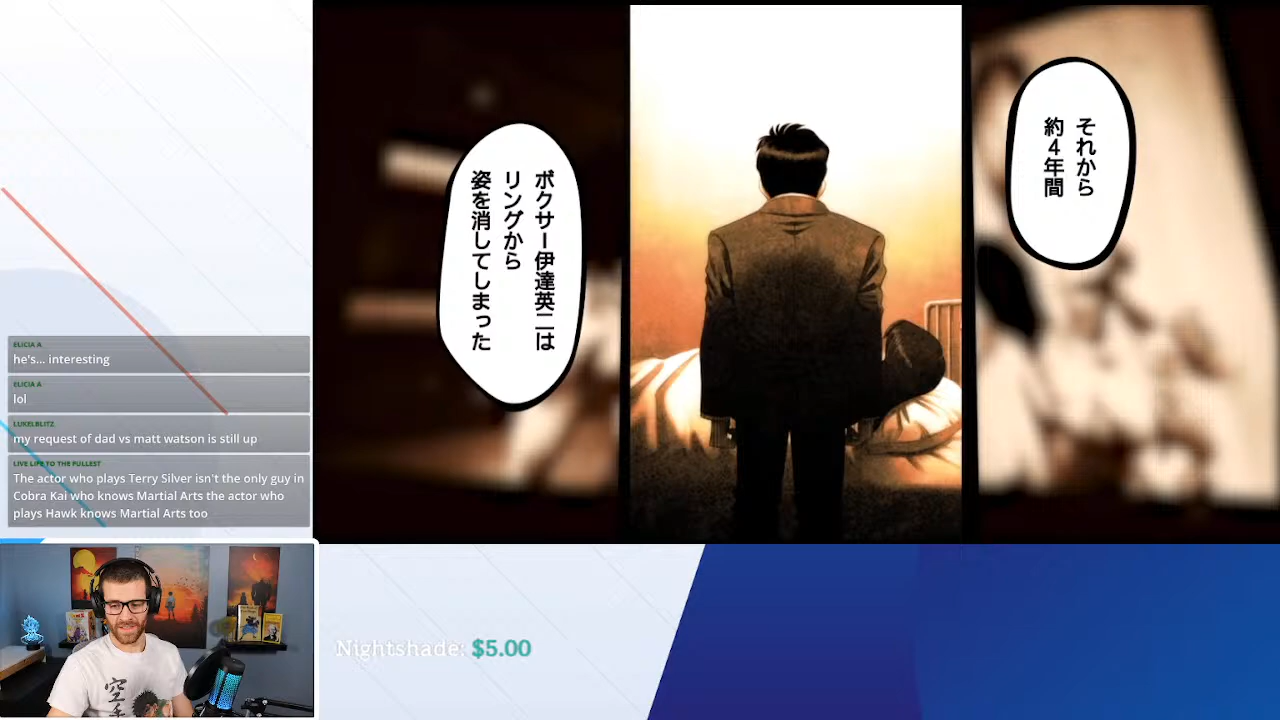 それから
約4年間
ボクサー伊達英二は
リングから
姿を消してしまった
ELICIA A
he's... interesting
ELICIA A
lol
LUKELBLITZ
my request of dad vs matt watson is still up
LIVE LIFE TO THE FULLEST
The actor who plays Terry Silver isn't the only guy in
Cobra Kai who knows Martial Arts the actor who
plays Hawk knows Martial Arts too
Nightshade: $5.00
空手